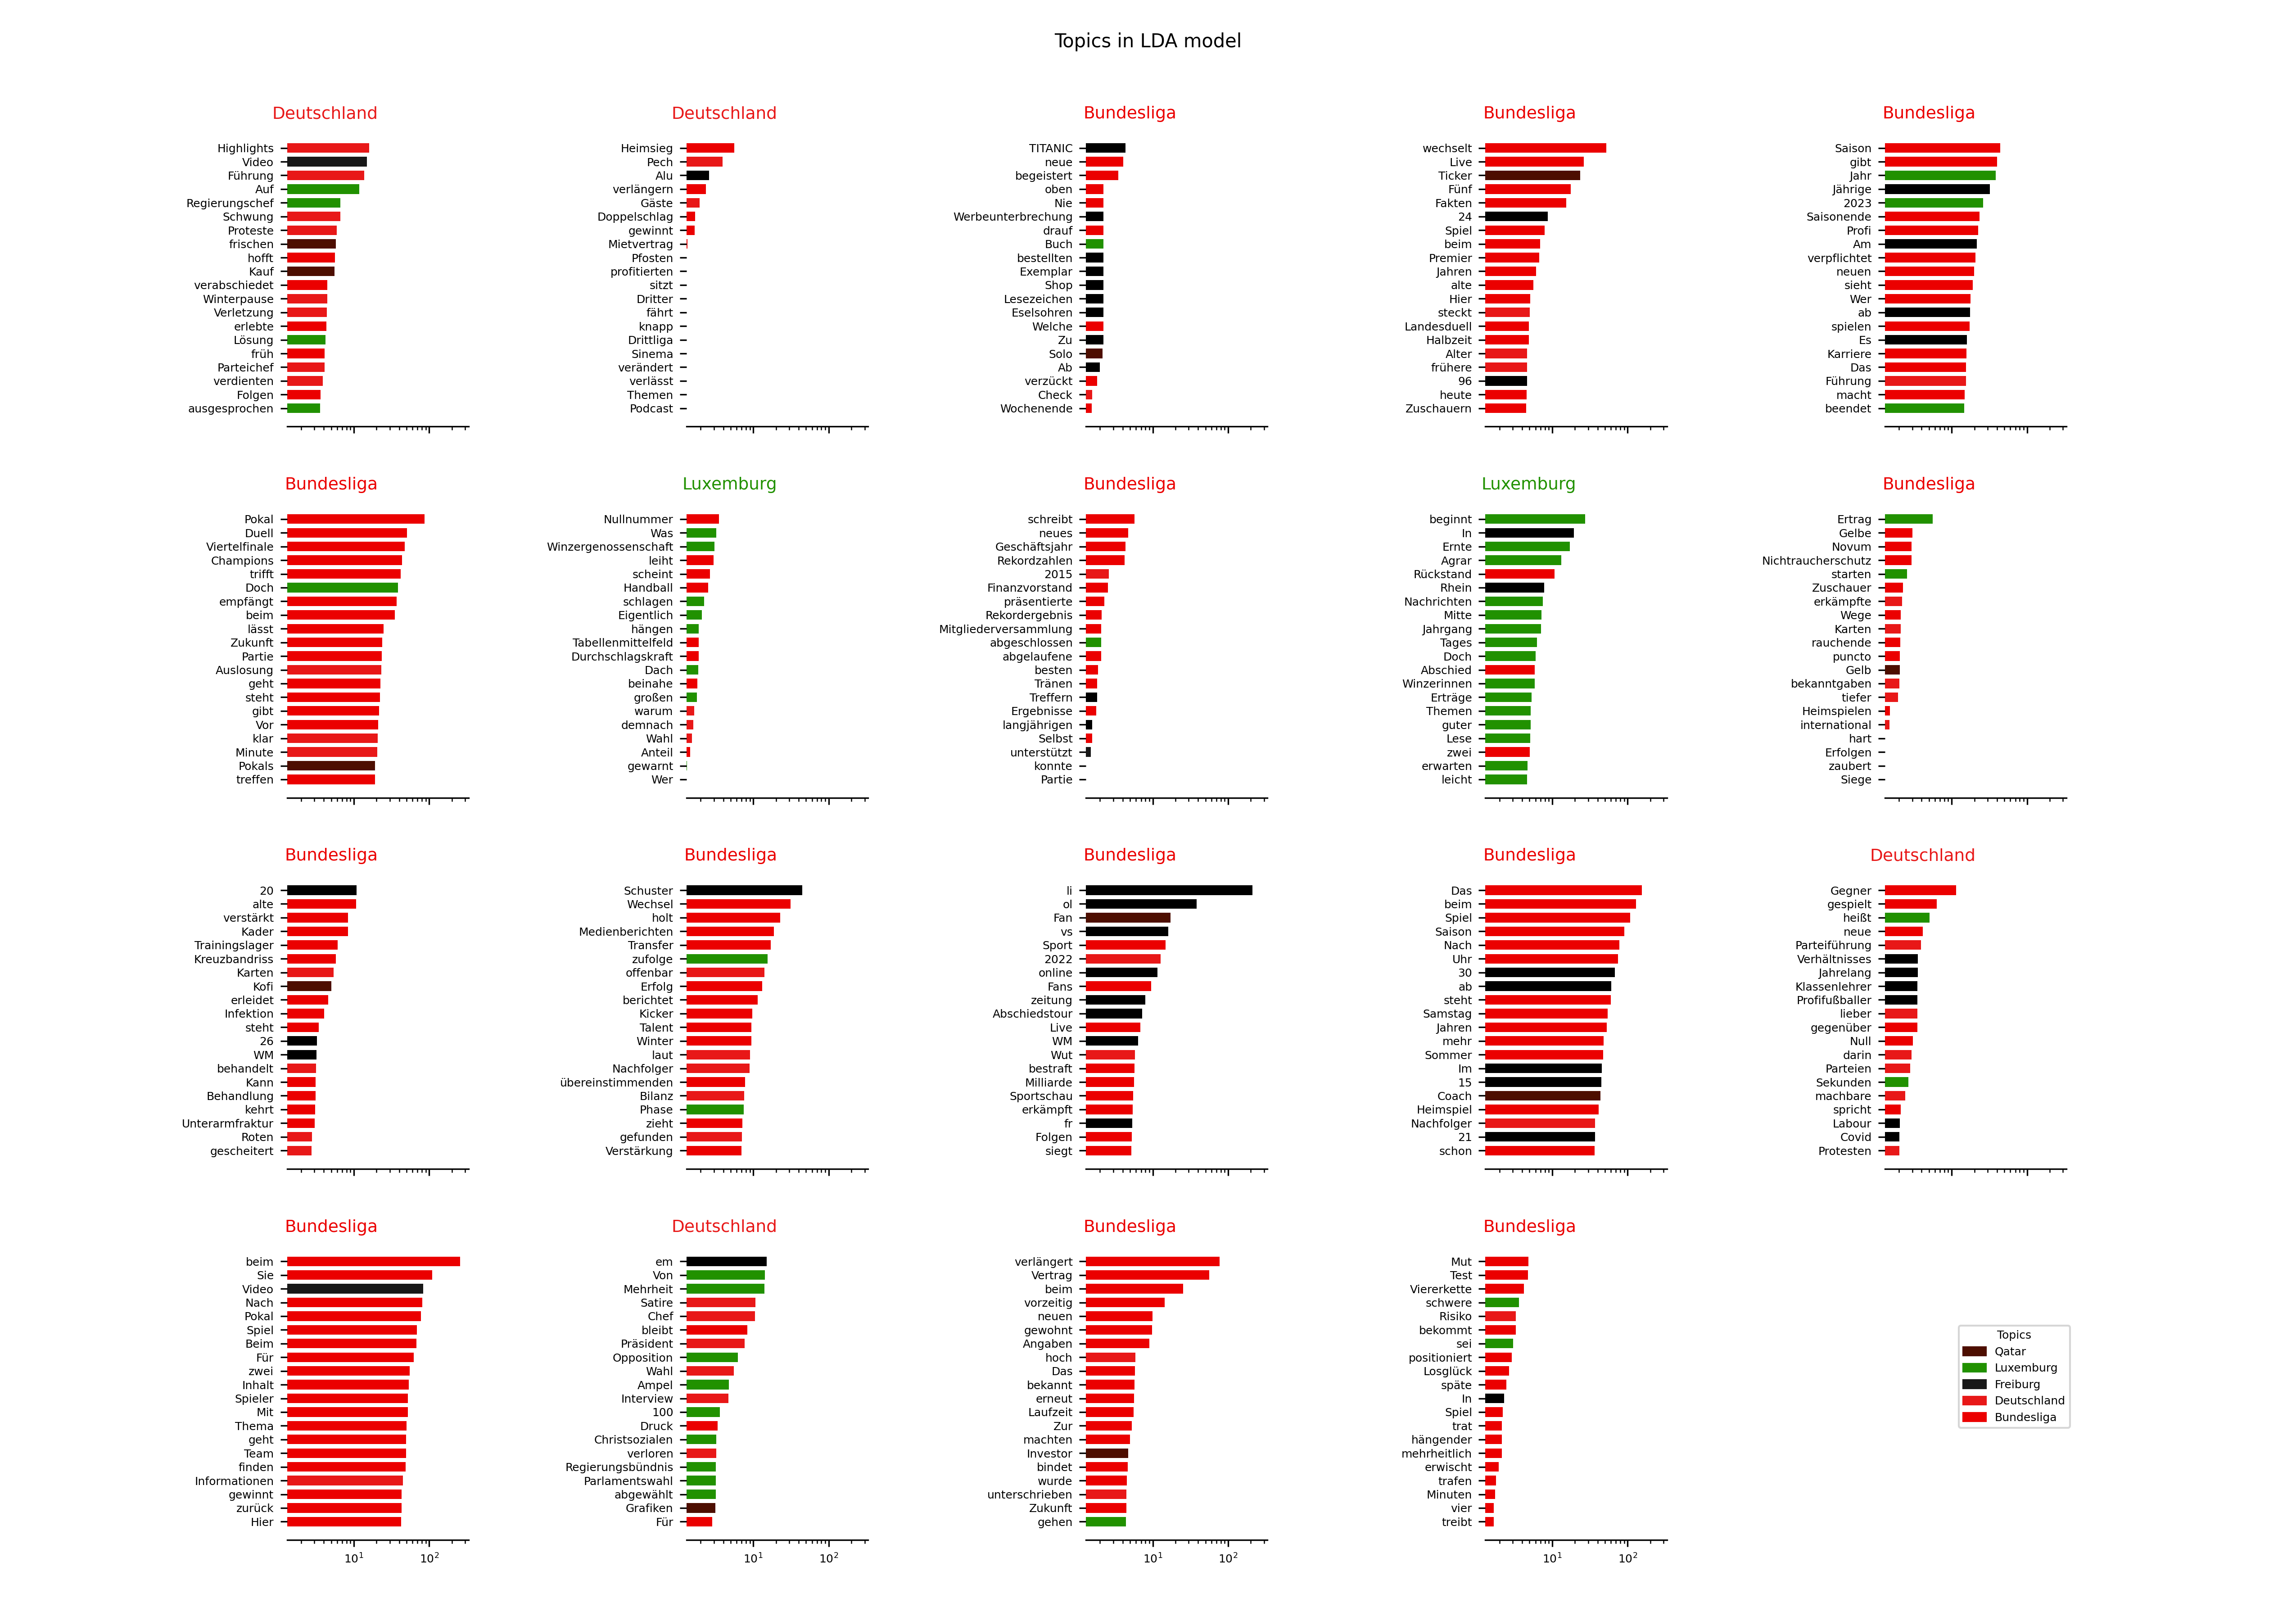 Topics in LDA model
Deutschland
Highlights
Video
Führung
Auf
Regierungschef
Schwung
Proteste
frischen
hofft
Kauf
verabschiedet
Winterpause
Verletzung
erlebte
Lösung
früh
Parteichef
verdienten
Folgen
ausgesprochen
Deutschland
Heimsieg
Pech
Alu
verlängern
Gäste
Doppelschlag
gewinnt
Mietvertrag
Pfosten
profitierten
sitzt
Dritter
fährt
knapp
Drittliga
Sinema
verändert
verlässt
Themen
Podcast
Bundesliga
TITANIC
neue
begeistert
oben
Nie
Werbeunterbrechung
drauf
Buch
bestellten
Exemplar
Shop
Lesezeichen
Eselsohren
Welche
Zu
Solo
Ab
verzückt
Check
Wochenende
Bundesliga
wechselt
Live
Ticker
Fünf
Fakten
24
Spiel
beim
Premier
Jahren
alte
Hier
steckt
Landesduell
Halbzeit
Alter
frühere
96
heute
Zuschauern
Bundesliga
Saison
gibt
Jahr
Jährige
2023
Saisonende
Profi
Am
verpflichtet
neuen
sieht
Wer
ab
spielen
Es
Karriere
Das
Führung
macht
beendet
Bundesliga
Pokal
Duell
Viertelfinale
Champions
trifft
Doch
empfängt
beim
lässt
Zukunft
Partie
Auslosung
geht
steht
gibt
Vor
klar
Minute
Pokals
treffen
Luxemburg
Nullnummer
Was
Winzergenossenschaft
leiht
scheint
Handball
schlagen
Eigentlich
hängen
Tabellenmittelfeld
Durchschlagskraft
Dach
beinahe
großen
warum
demnach
Wahl
Anteil
gewarnt
Wer
Bundesliga
schreibt
neues
Geschäftsjahr
Rekordzahlen
2015
Finanzvorstand
präsentierte
Rekordergebnis
Mitgliederversammlung
abgeschlossen
abgelaufene
besten
Tränen
Treffern
Ergebnisse
langjährigen
Selbst
unterstützt
konnte
Partie
Luxemburg
beginnt
In
Ernte
Agrar
Rückstand
Rhein
Nachrichten
Mitte
Jahrgang
Tages
Doch
Abschied
Winzerinnen
Erträge
Themen
guter
Lese
zwei
erwarten
leicht
Bundesliga
Ertrag
Gelbe
Novum
Nichtraucherschutz
starten
Zuschauer
erkämpfte
Wege
Karten
rauchende
puncto
Gelb
bekanntgaben
tiefer
Heimspielen
international
hart
Erfolgen
zaubert
Siege
Bundesliga
20
alte
verstärkt
Kader
Trainingslager
Kreuzbandriss
Karten
Kofi
erleidet
Infektion
steht
26
WM
behandelt
Kann
Behandlung
kehrt
Unterarmfraktur
Roten
gescheitert
Bundesliga
Schuster
Wechsel
holt
Medienberichten
Transfer
zufolge
offenbar
Erfolg
berichtet
Kicker
Talent
Winter
laut
Nachfolger
übereinstimmenden
Bilanz
Phase
zieht
gefunden
Verstärkung
Bundesliga
li
ol
Fan
vs
Sport
2022
online
Fans
zeitung
Abschiedstour
Live
WM
Wut
bestraft
Milliarde
Sportschau
erkämpft
fr
Folgen
siegt
Bundesliga
Das
beim
Spiel
Saison
Nach
Uhr
30
ab
steht
Samstag
Jahren
mehr
Sommer
Im
15
Coach
Heimspiel
Nachfolger
21
schon
Deutschland
Gegner
gespielt
heißt
neue
Parteiführung
Verhältnisses
Jahrelang
Klassenlehrer
Profifußballer
lieber
gegenüber
Null
darin
Parteien
Sekunden
machbare
spricht
Labour
Covid
Protesten
Bundesliga
beim
Sie
Video
Nach
Pokal
Spiel
Beim
Für
zwei
Inhalt
Spieler
Mit
Thema
geht
Team
finden
Informationen
gewinnt
zurück
Hier
10¹ 10²
Deutschland
em
Von
Mehrheit
Satire
Chef
bleibt
Präsident
Opposition
Wahl
Ampel
Interview
100
Druck
Christsozialen
verloren
Regierungsbündnis
Parlamentswahl
abgewählt
Grafiken
Für
10¹ 10²
Bundesliga
verlängert
Vertrag
beim
vorzeitig
neuen
gewohnt
Angaben
hoch
Das
bekannt
erneut
Laufzeit
Zur
machten
Investor
bindet
wurde
unterschrieben
Zukunft
gehen
10¹ 10²
Bundesliga
Mut
Test
Viererkette
schwere
Risiko
bekommt
sei
positioniert
Losglück
späte
In
Spiel
trat
hängender
mehrheitlich
erwischt
trafen
Minuten
vier
treibt
10¹ 10²
Topics
Qatar
Luxemburg
Freiburg
Deutschland
Bundesliga